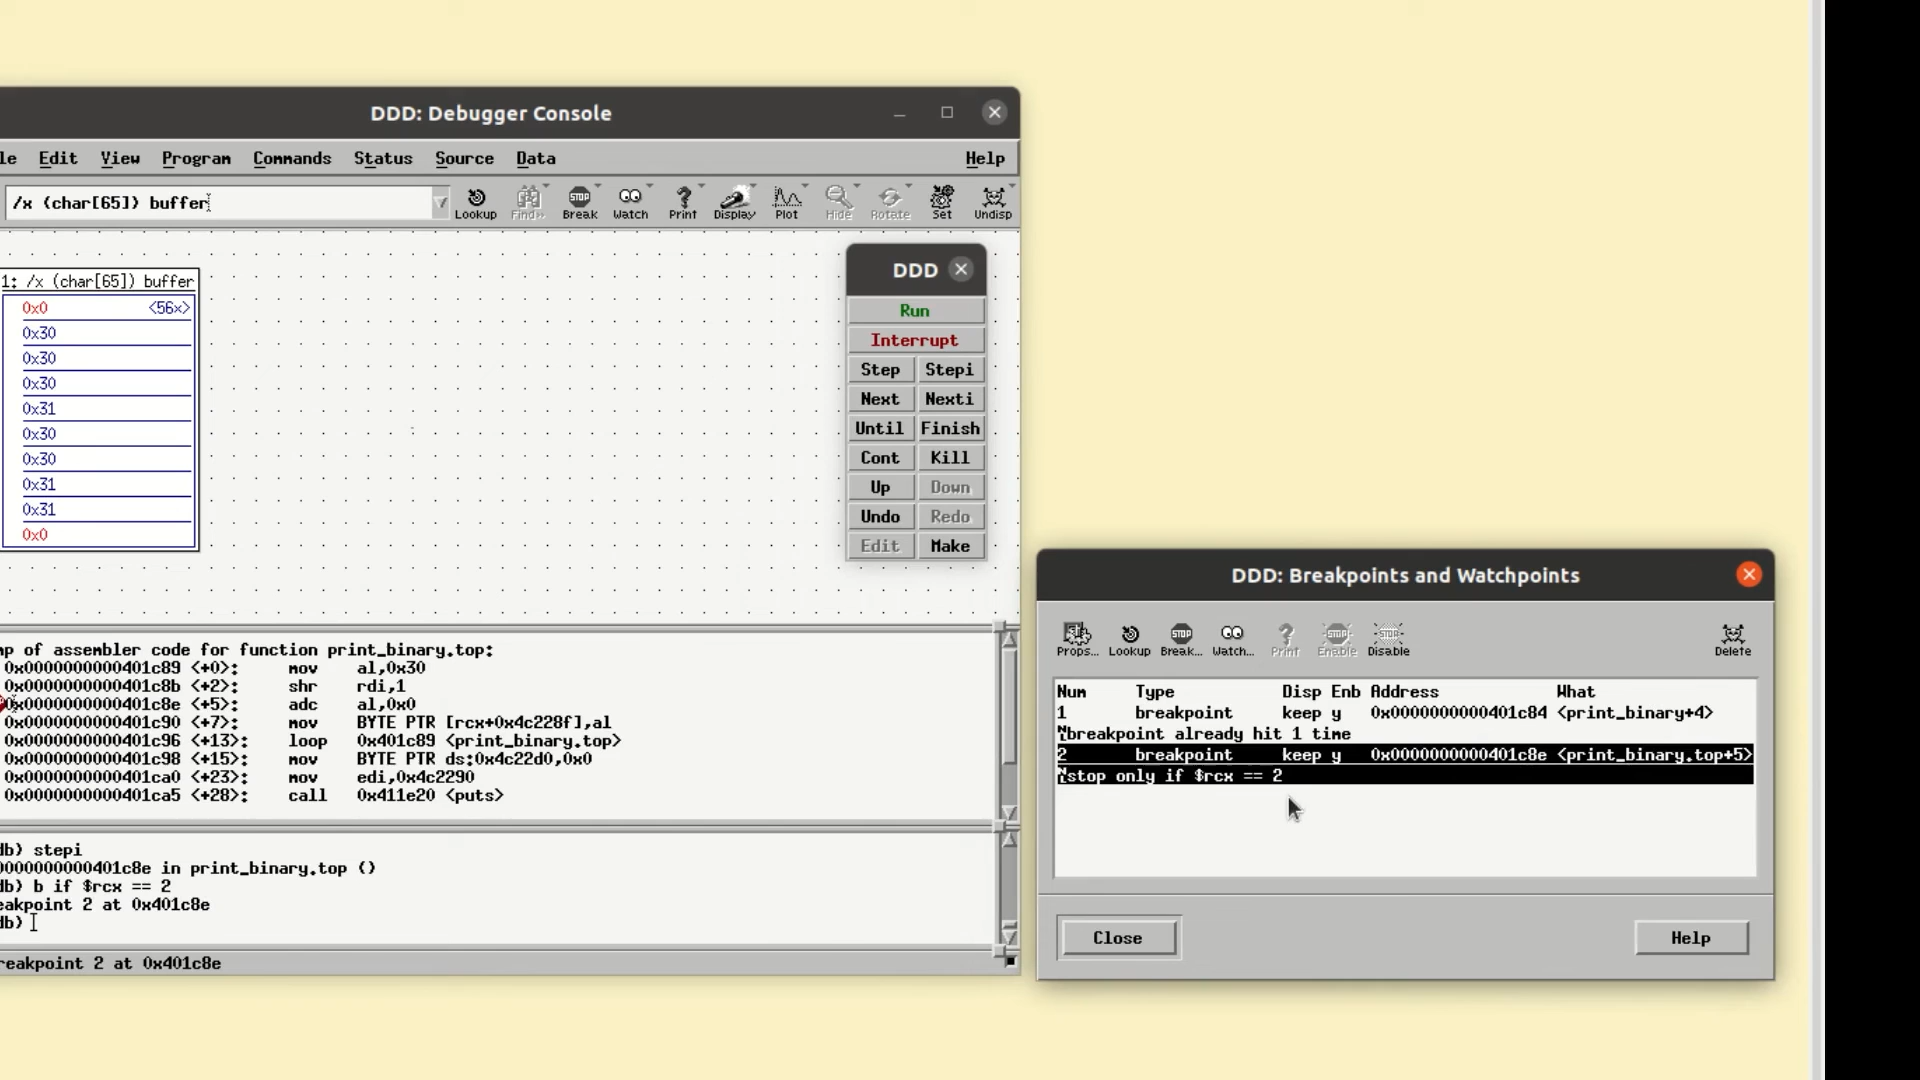 DDD: Debugger Console
le Edit View Program Commands Status Source Data Help
/x (char[65]) buffer
Lookup Find>> Break Watch Print Display Plot Hide Rotate Set Undisp
1: /x (char[65]) buffer
0x0 <56x>
0x30
0x30
0x30
0x31
0x30
0x30
0x31
0x31
0x0
DDD
Run
Interrupt
Step Stepi
Next Nexti
Until Finish
Cont Kill
Up Down
Undo Redo
Edit Make
mp of assembler code for function print_binary.top:
0x0000000000401c89 <+0>: mov al,0x30
0x0000000000401c8b <+2>: shr rdi,1
0x0000000000401c8e <+5>: adc al,0x0
0x0000000000401c90 <+7>: mov BYTE PTR [rcx+0x4c228f],al
0x0000000000401c96 <+13>: loop 0x401c89 <print_binary.top>
0x0000000000401c98 <+15>: mov BYTE PTR ds:0x4c22d0,0x0
0x0000000000401ca0 <+23>: mov edi,0x4c2290
0x0000000000401ca5 <+28>: call 0x411e20 <puts>
db) stepi
0000000000401c8e in print_binary.top ()
db) b if $rcx == 2
eakpoint 2 at 0x401c8e
db)
reakpoint 2 at 0x401c8e
DDD: Breakpoints and Watchpoints
Props... Lookup Break... Watch... Print Enable Disable Delete
Num Type Disp Enb Address What
1 breakpoint keep y 0x0000000000401c84 <print_binary+4>
breakpoint already hit 1 time
2 breakpoint keep y 0x0000000000401c8e <print_binary.top+5>
stop only if $rcx == 2
Close Help